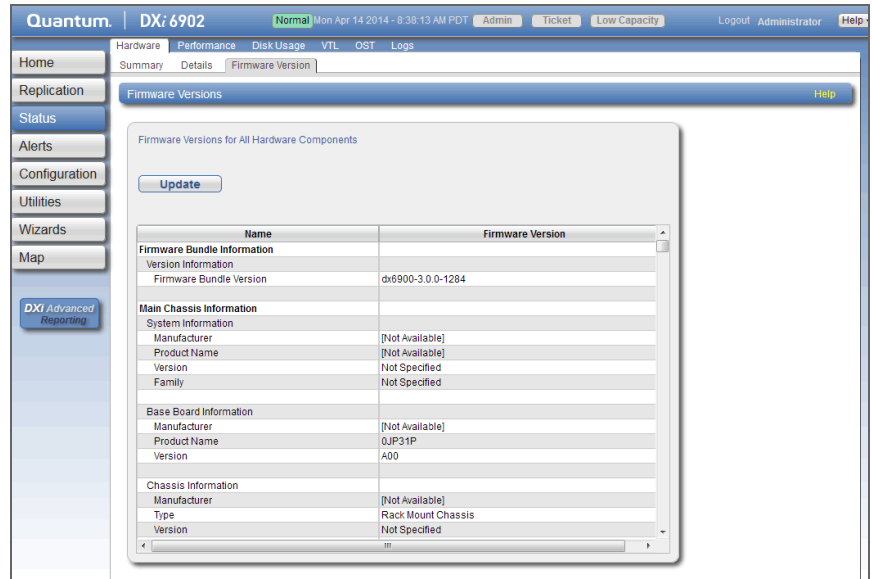 Quantum. DXi 6902 Normal Mon Apr 14 2014 - 8:38:13 AM PDT Admin Ticket Low Capacity Logout Administrator Help
Hardware Performance Disk Usage VTL OST Logs
Summary Details Firmware Version
Home
Replication
Status
Alerts
Configuration
Utilities
Wizards
Map
DXi Advanced
Reporting
Firmware Versions Help
Firmware Versions for All Hardware Components
Update
Name Firmware Version
Firmware Bundle Information
Version Information
Firmware Bundle Version dx6900-3.0.0-1284
Main Chassis Information
System Information
Manufacturer [Not Available]
Product Name [Not Available]
Version Not Specified
Family Not Specified
Base Board Information
Manufacturer [Not Available]
Product Name 0JP31P
Version A00
Chassis Information
Manufacturer [Not Available]
Type Rack Mount Chassis
Version Not Specified